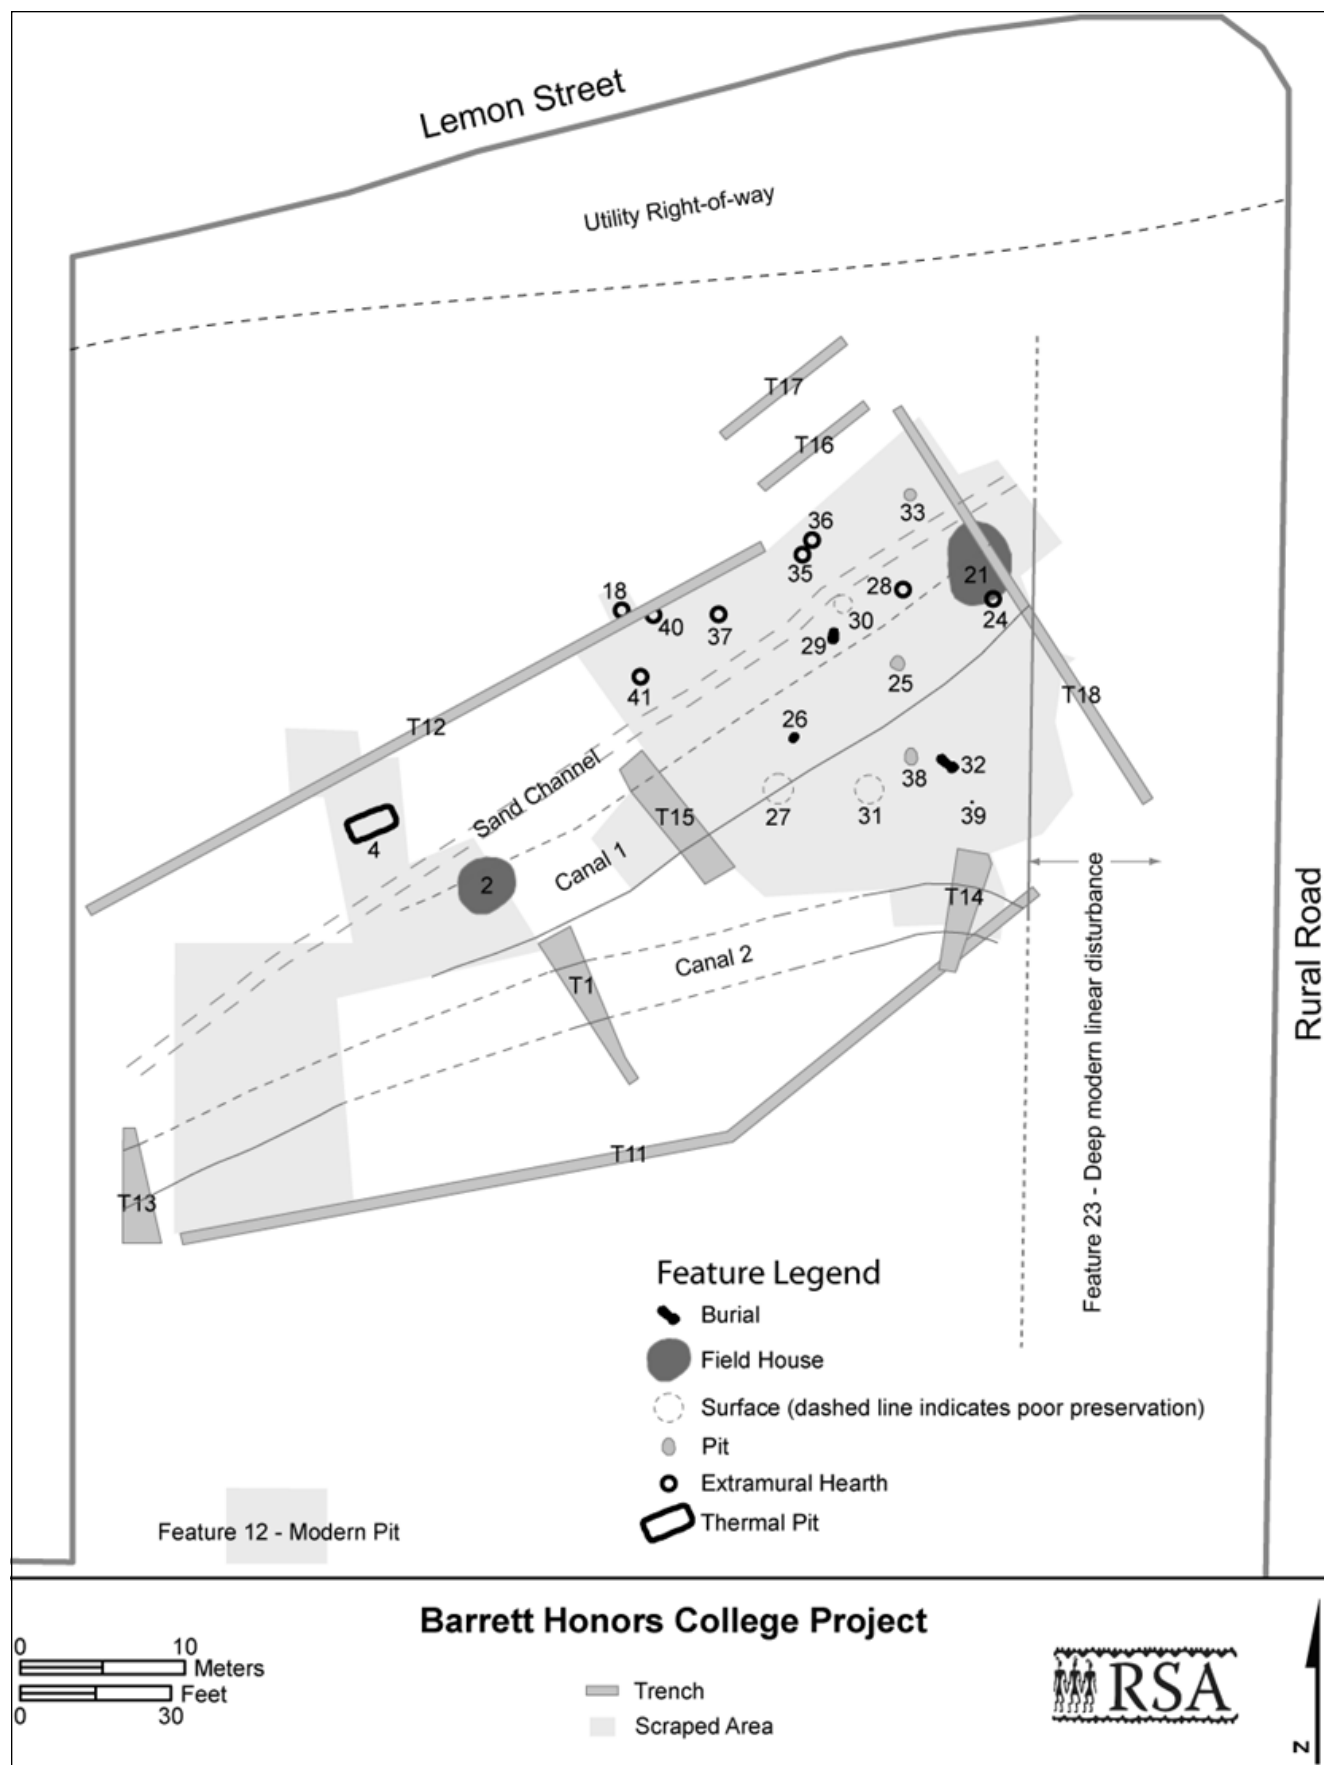 Lemon Street
Utility Right-of-way
T17
T16
33
36
35
28
21
18
40
37
30
24
29
41
25
T18
T12
26
Sand Channel
38
32
T15
27
31
39
4
Canal 1
2
T14
Canal 2
T1
Rural Road
Feature 23 - Deep modern linear disturbance
T11
T13
Feature Legend
Burial
Field House
Surface (dashed line indicates poor preservation)
Pit
Extramural Hearth
Thermal Pit
Feature 12 - Modern Pit
Barrett Honors College Project
0 10
Meters
Feet
0 30
Trench
Scraped Area
RSA
N